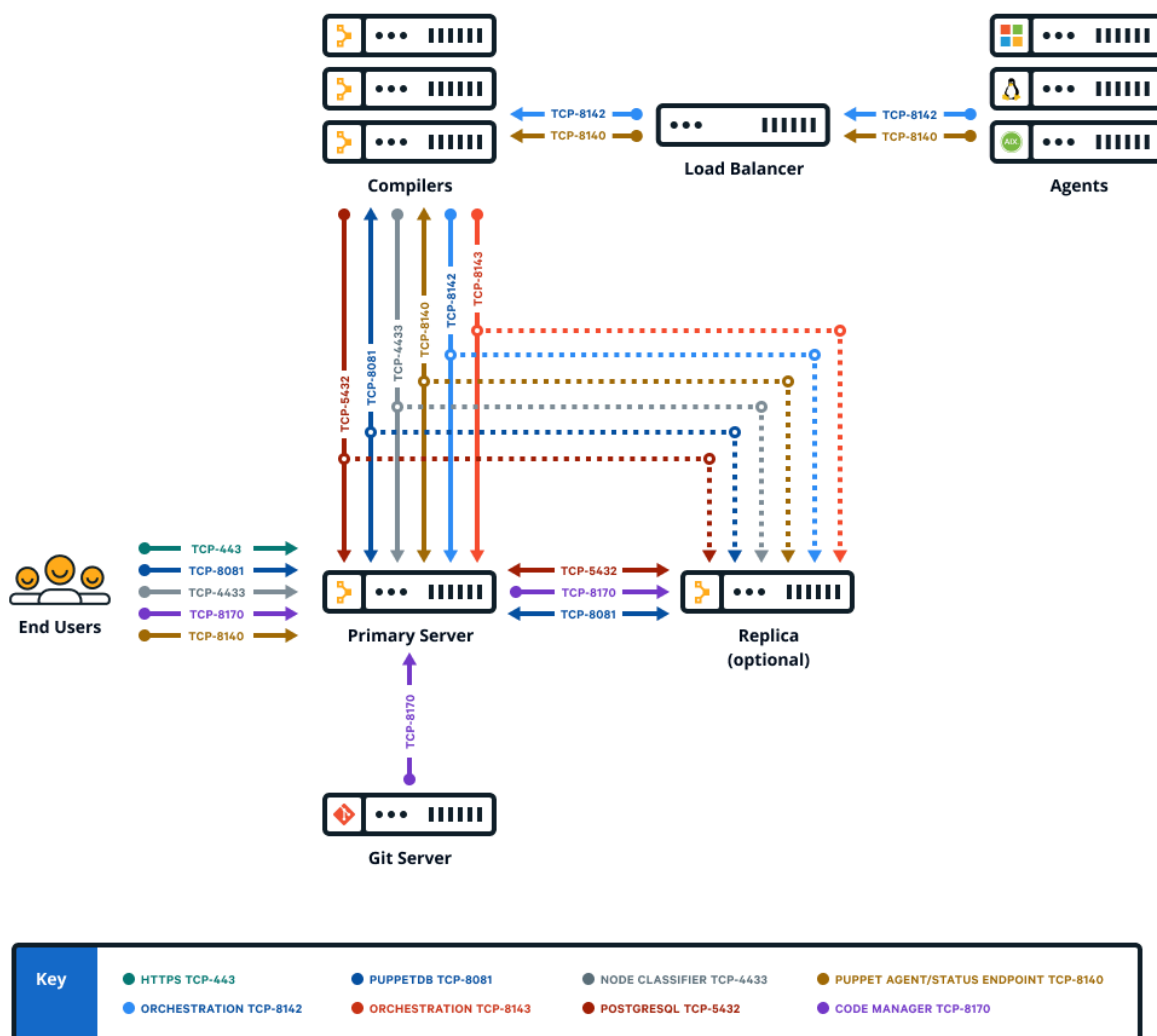 TCP-8142
TCP-8140
TCP-8142
TCP-8140
AIX
Load Balancer
Compilers
Agents
TCP-5432
TCP-8081
TCP-4433
TCP-8140
TCP-8142
TCP-8143
TCP-443
TCP-8081
TCP-4433
TCP-8170
TCP-8140
End Users
TCP-5432
TCP-8170
TCP-8081
Primary Server
Replica
(optional)
TCP-8170
Git Server
Key
HTTPS TCP-443
PUPPETDB TCP-8081
NODE CLASSIFIER TCP-4433
PUPPET AGENT/STATUS ENDPOINT TCP-8140
ORCHESTRATION TCP-8142
ORCHESTRATION TCP-8143
POSTGRESQL TCP-5432
CODE MANAGER TCP-8170